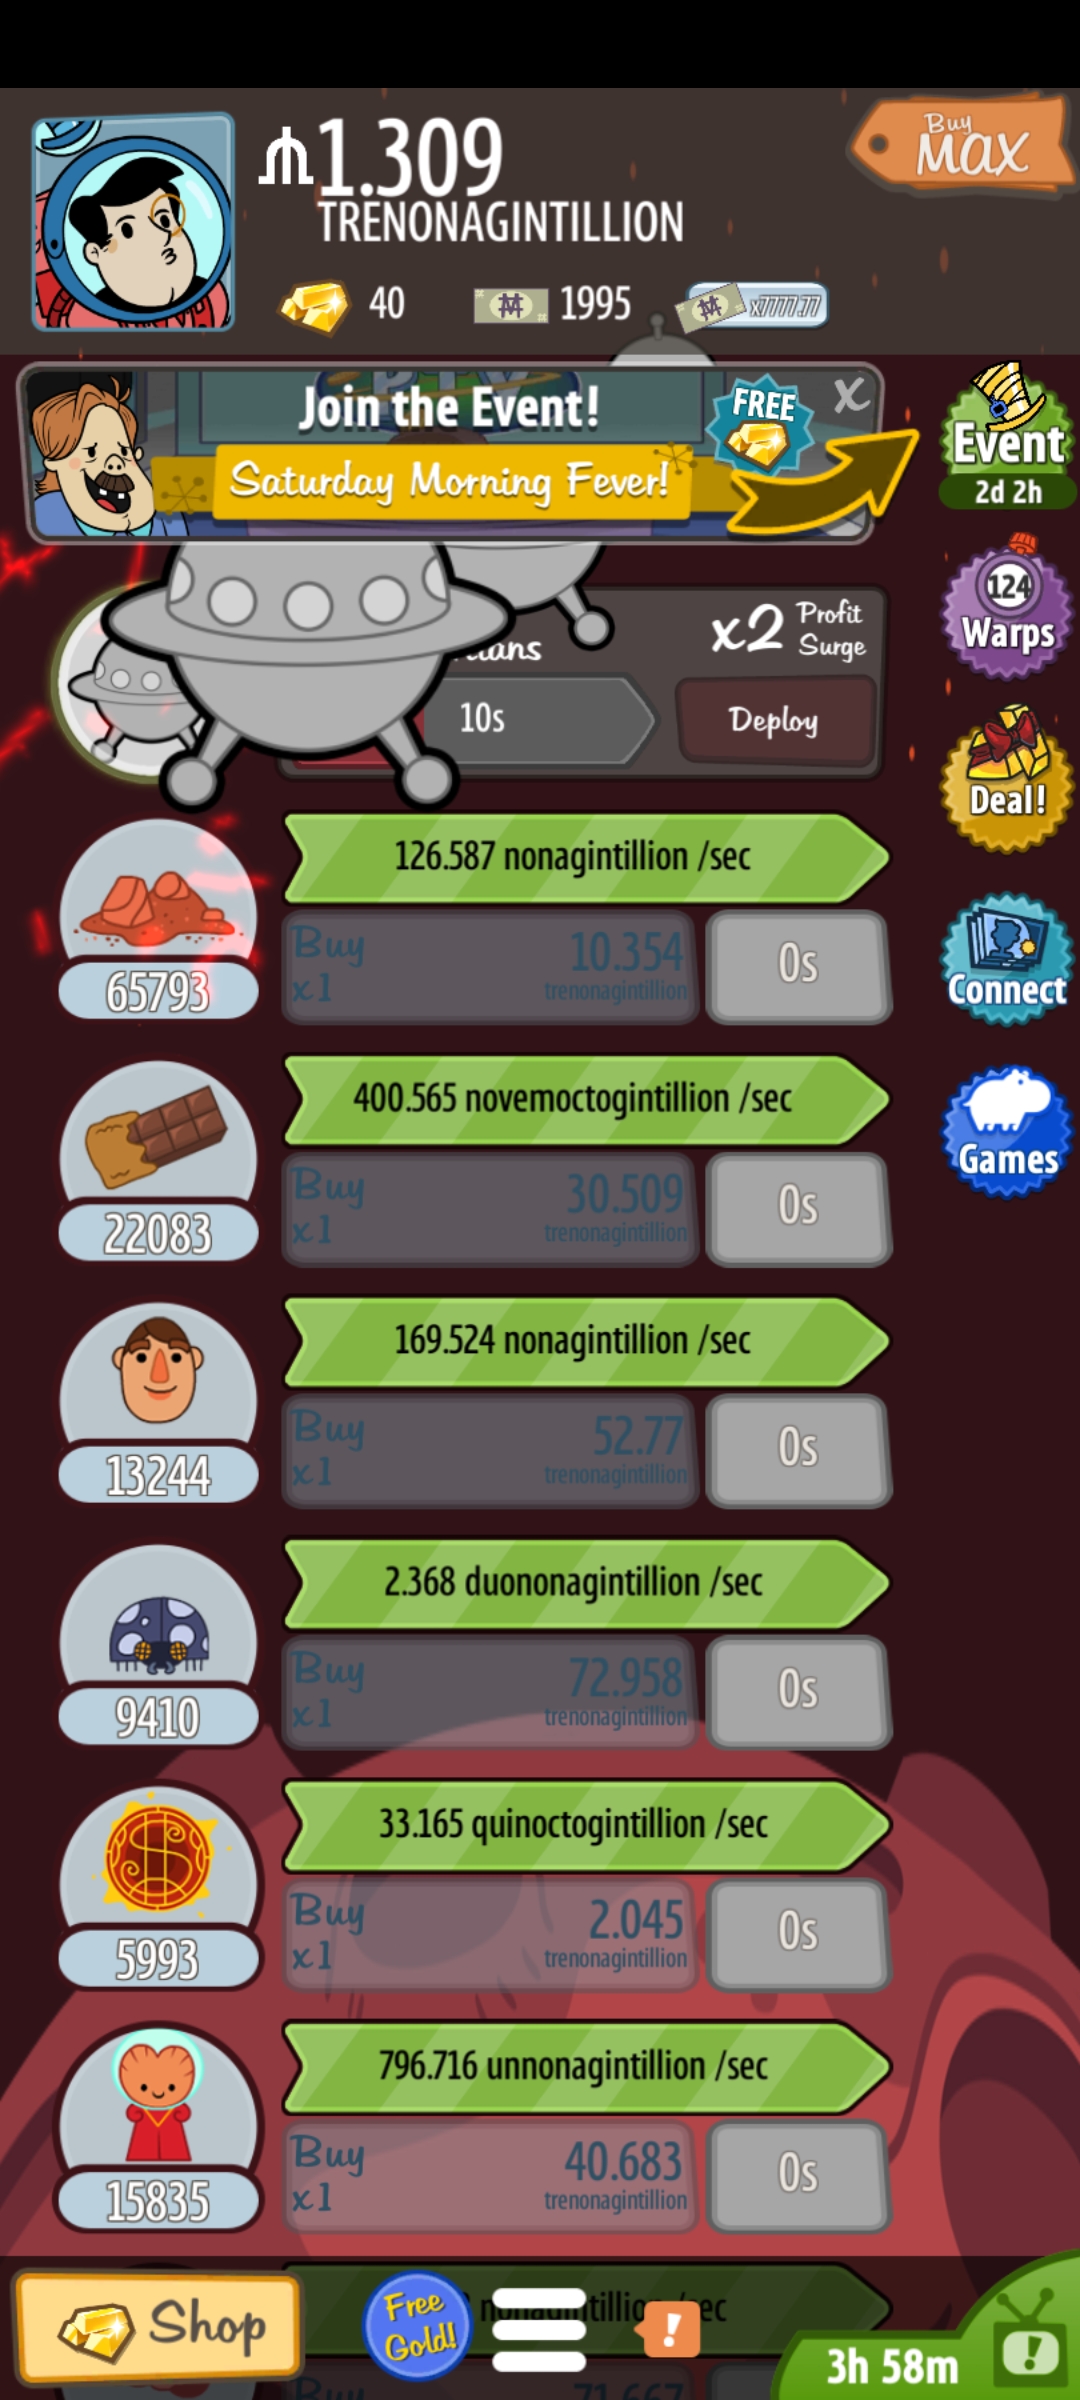 1.309
TRENONAGINTILLION
Buy
MAX
40
1995
x7777.77
Join the Event!
FREE
X
Saturday Morning Fever!
Event
2d 2h
x2 Profit
Surge
10s
Deploy
124
Warps
Deal!
126.587 nonagintillion /sec
65793
Buy
x1
10.354
trenonagintillion
0s
Connect
400.565 novemoctogintillion /sec
22083
Buy
x1
30.509
trenonagintillion
0s
Games
169.524 nonagintillion /sec
13244
Buy
x1
52.77
trenonagintillion
0s
2.368 duononagintillion /sec
9410
Buy
x1
72.958
trenonagintillion
0s
33.165 quinoctogintillion /sec
5993
Buy
x1
2.045
trenonagintillion
0s
796.716 unnonagintillion /sec
15835
Buy
x1
40.683
trenonagintillion
0s
Shop
Free
Gold!
!
3h 58m
!